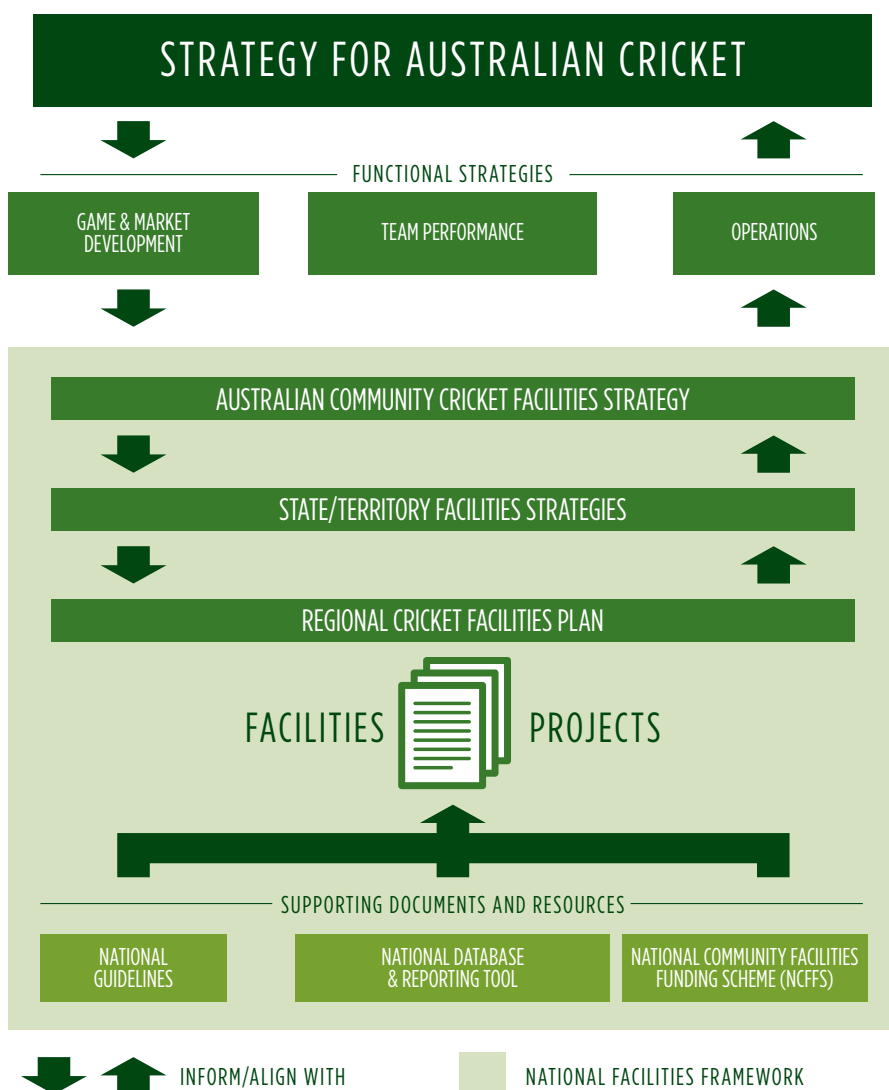 STRATEGY FOR AUSTRALIAN CRICKET
FUNCTIONAL STRATEGIES
GAME & MARKET
DEVELOPMENT
TEAM PERFORMANCE
OPERATIONS
AUSTRALIAN COMMUNITY CRICKET FACILITIES STRATEGY
STATE/TERRITORY FACILITIES STRATEGIES
REGIONAL CRICKET FACILITIES PLAN
FACILITIES PROJECTS
SUPPORTING DOCUMENTS AND RESOURCES
NATIONAL
GUIDELINES
NATIONAL DATABASE
& REPORTING TOOL
NATIONAL COMMUNITY FACILITIES
FUNDING SCHEME (NCFFS)
INFORM/ALIGN WITH
NATIONAL FACILITIES FRAMEWORK